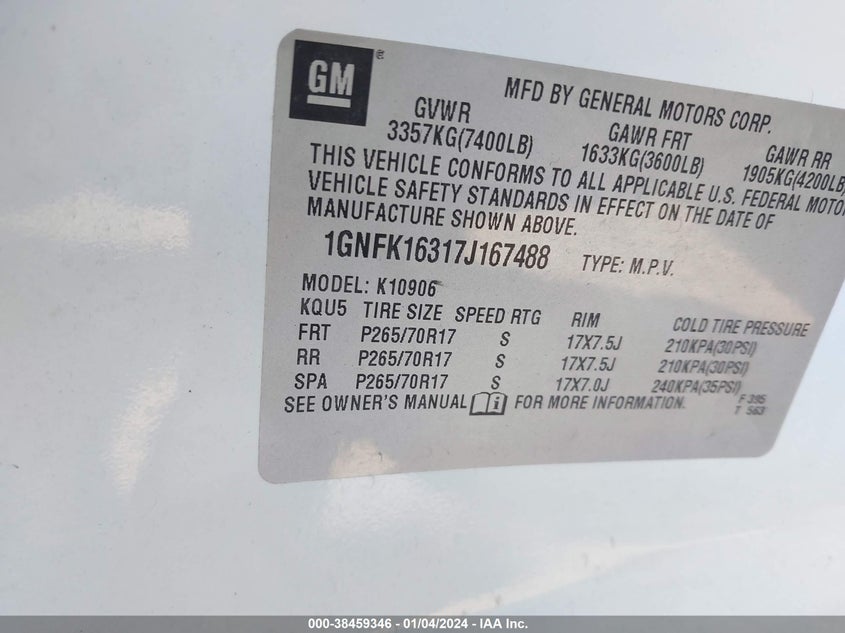 GM ®
MFD BY GENERAL MOTORS CORP.
GVWR GAWR FRT GAWR RR
3357KG(7400LB) 1633KG(3600LB) 1905KG(4200LB)
THIS VEHICLE CONFORMS TO ALL APPLICABLE U.S. FEDERAL MOTOR
VEHICLE SAFETY STANDARDS IN EFFECT ON THE DATE OF
MANUFACTURE SHOWN ABOVE.
1GNFK16317J167488 TYPE: M.P.V.
MODEL: K10906
KQU5 TIRE SIZE SPEED RTG RIM COLD TIRE PRESSURE
FRT P265/70R17 S 17X7.5J 210KPA(30PSI)
RR P265/70R17 S 17X7.5J 210KPA(30PSI)
SPA P265/70R17 S 17X7.0J 240KPA(35PSI)
SEE OWNER'S MANUAL i FOR MORE INFORMATION. F 395
T 563
000-38459346 - 01/04/2024 - IAA Inc.